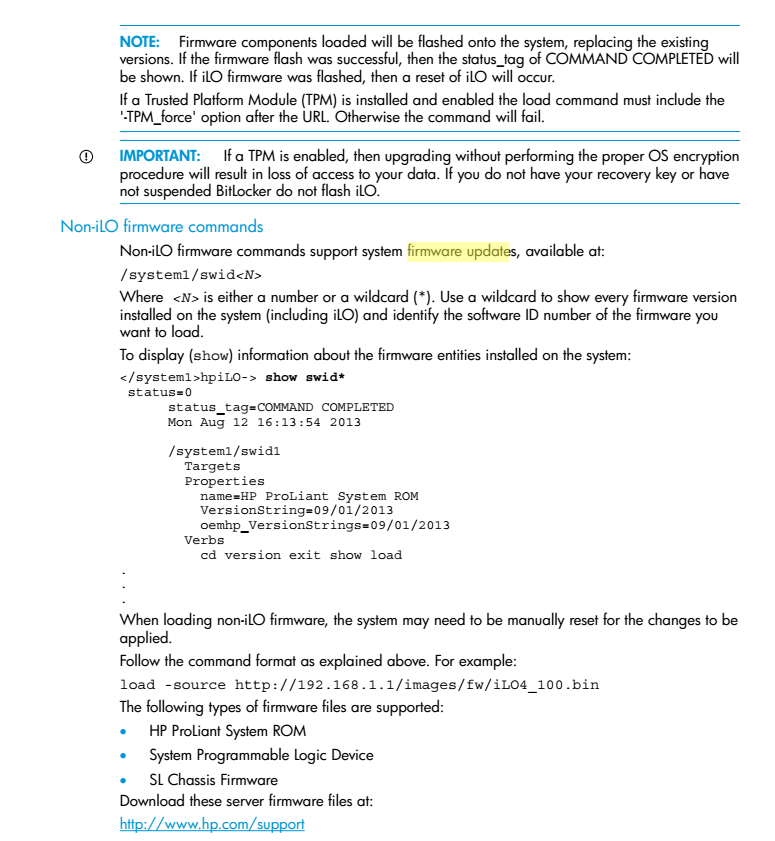 NOTE: Firmware components loaded will be flashed onto the system, replacing the existing
versions. If the firmware flash was successful, then the status_tag of COMMAND COMPLETED will
be shown. If iLO firmware was flashed, then a reset of iLO will occur.
If a Trusted Platform Module (TPM) is installed and enabled the load command must include the
'-TPM_force' option after the URL. Otherwise the command will fail.
IMPORTANT: If a TPM is enabled, then upgrading without performing the proper OS encryption
procedure will result in loss of access to your data. If you do not have your recovery key or have
not suspended BitLocker do not flash iLO.
Non-iLO firmware commands
Non-iLO firmware commands support system firmware updates, available at:
/system1/swid<N>
Where <N> is either a number or a wildcard (*). Use a wildcard to show every firmware version
installed on the system (including iLO) and identify the software ID number of the firmware you
want to load.
To display (show) information about the firmware entities installed on the system:
</system1>hpiLO-> show swid*
status=0
status_tag=COMMAND COMPLETED
Mon Aug 12 16:13:54 2013
/system1/swid1
Targets
Properties
name=HP ProLiant System ROM
VersionString=09/01/2013
oemhp_VersionStrings=09/01/2013
Verbs
cd version exit show load
.
.
.
When loading non-iLO firmware, the system may need to be manually reset for the changes to be
applied.
Follow the command format as explained above. For example:
load -source http://192.168.1.1/images/fw/iLO4_100.bin
The following types of firmware files are supported:
• HP ProLiant System ROM
• System Programmable Logic Device
• SL Chassis Firmware
Download these server firmware files at:
http://www.hp.com/support